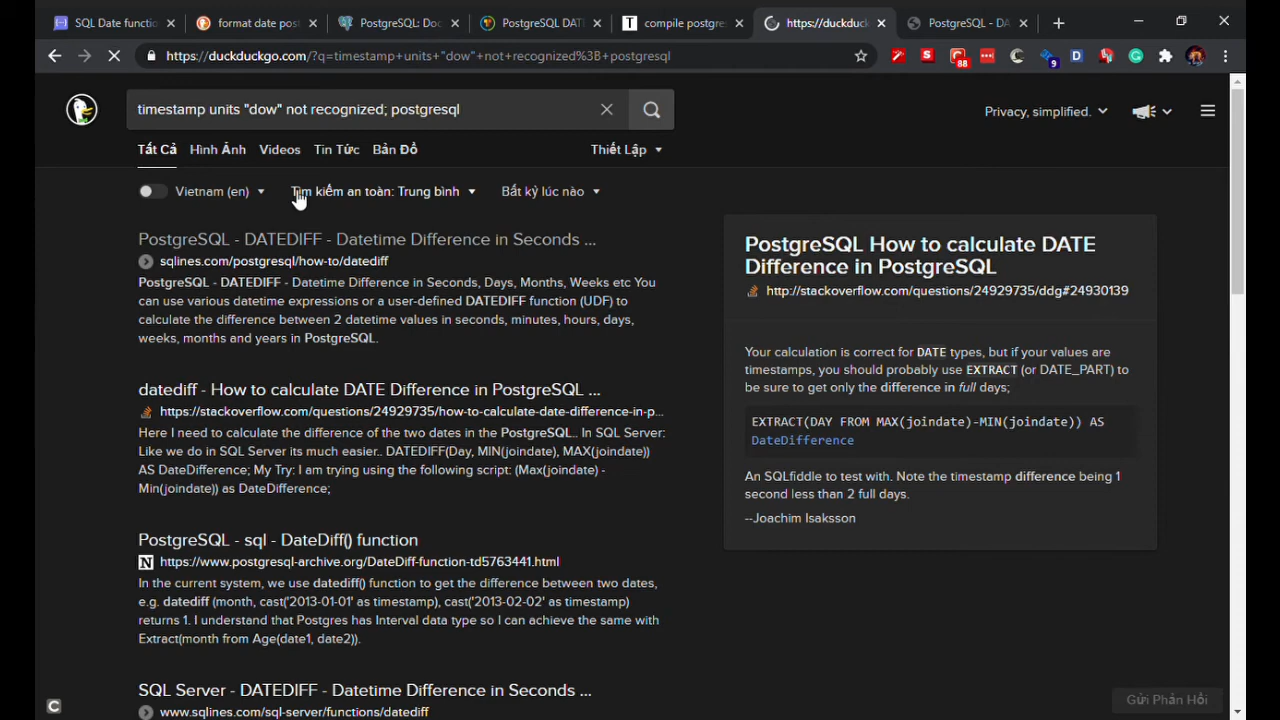 SQL Date functio
format date post
PostgreSQL: Doc
PostgreSQL DATE
compile postgre
https://duckduck
PostgreSQL - DA
https://duckduckgo.com/?q=timestamp+units+"dow"+not+recognized%3B+postgresql
88
9
timestamp units "dow" not recognized; postgresql
Privacy, simplified.
Tất Cả
Hình Ảnh
Videos
Tin Tức
Bản Đồ
Thiết Lập
Vietnam (en)
Tìm kiếm an toàn: Trung bình
Bất kỳ lúc nào
PostgreSQL - DATEDIFF - Datetime Difference in Seconds ...
sqlines.com/postgresql/how-to/datediff
PostgreSQL - DATEDIFF - Datetime Difference in Seconds, Days, Months, Weeks etc You
can use various datetime expressions or a user-defined DATEDIFF function (UDF) to
calculate the difference between 2 datetime values in seconds, minutes, hours, days,
weeks, months and years in PostgreSQL.
datediff - How to calculate DATE Difference in PostgreSQL ...
https://stackoverflow.com/questions/24929735/how-to-calculate-date-difference-in-p...
Here I need to calculate the difference of the two dates in the PostgreSQL.. In SQL Server:
Like we do in SQL Server its much easier.. DATEDIFF(Day, MIN(joindate), MAX(joindate))
AS DateDifference; My Try: I am trying using the following script: (Max(joindate) -
Min(joindate)) as DateDifference;
PostgreSQL - sql - DateDiff() function
N https://www.postgresql-archive.org/DateDiff-function-td5763441.html
In the current system, we use datediff() function to get the difference between two dates,
e.g. datediff (month, cast('2013-01-01' as timestamp), cast('2013-02-02' as timestamp)
returns 1. I understand that Postgres has Interval data type so I can achieve the same with
Extract(month from Age(date1, date2)).
SQL Server - DATEDIFF - Datetime Difference in Seconds ...
www.sqlines.com/sql-server/functions/datediff
PostgreSQL How to calculate DATE
Difference in PostgreSQL
http://stackoverflow.com/questions/24929735/ddg#24930139
Your calculation is correct for DATE types, but if your values are
timestamps, you should probably use EXTRACT (or DATE_PART) to
be sure to get only the difference in full days;
EXTRACT(DAY FROM MAX(joindate)-MIN(joindate)) AS
DateDifference
An SQLfiddle to test with. Note the timestamp difference being 1
second less than 2 full days.
--Joachim Isaksson
Gửi Phản Hồi
C